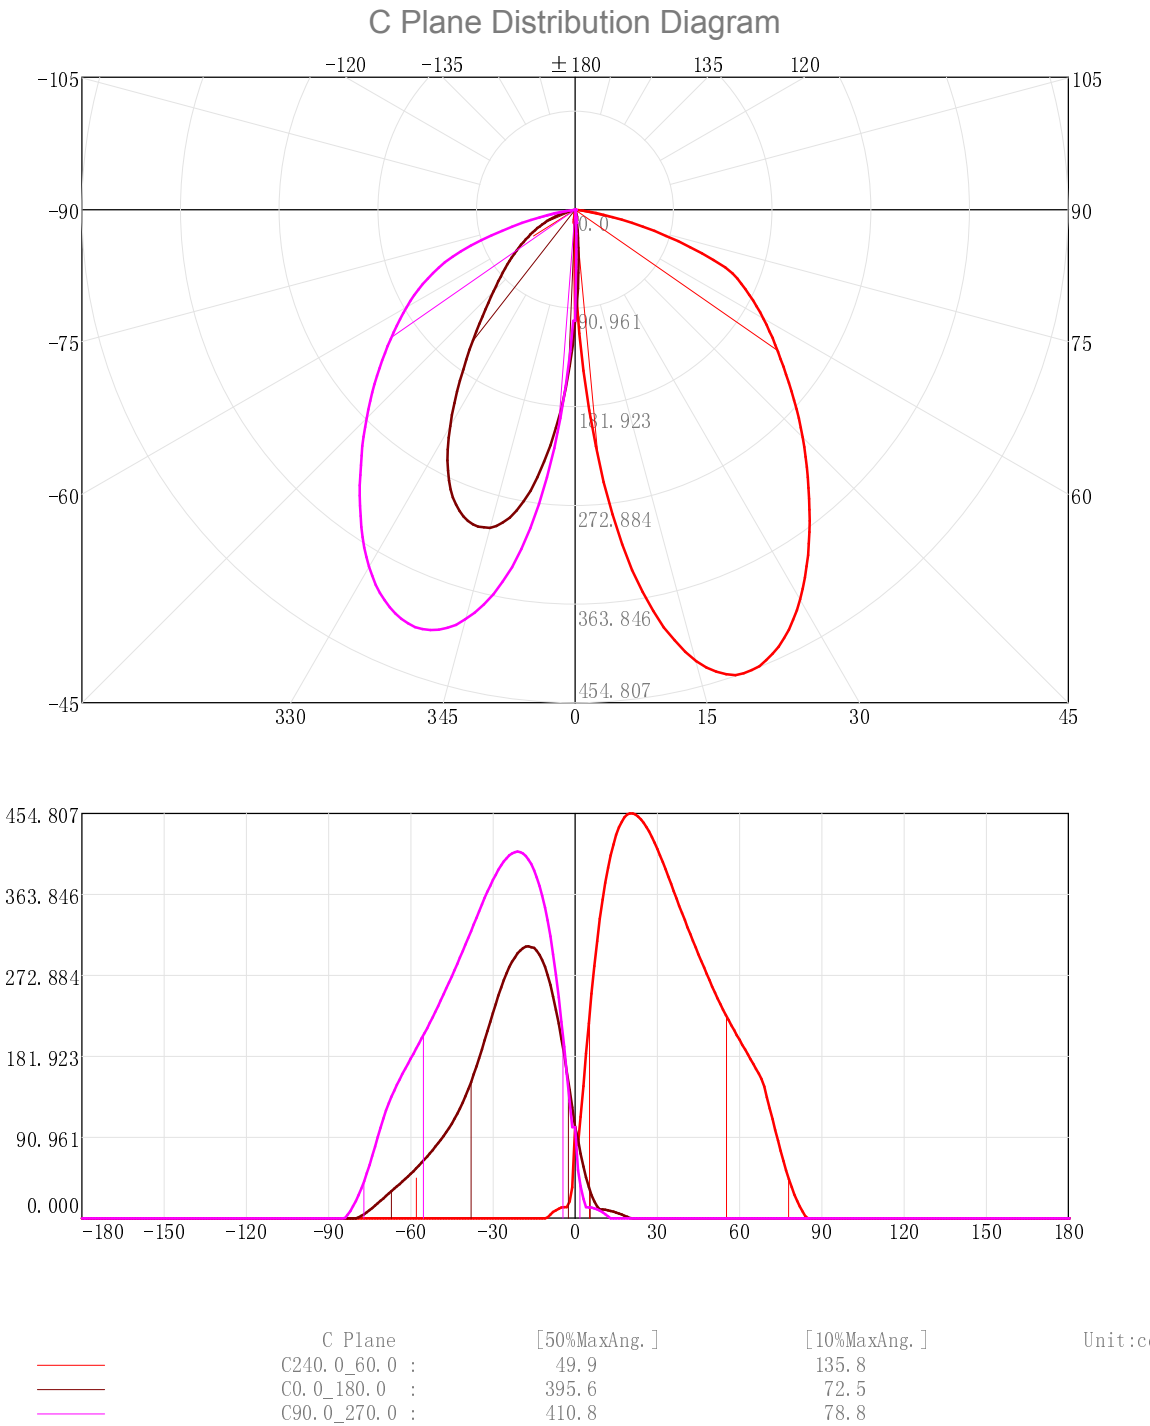 C Plane Distribution Diagram
-120 -135 ±180 135 120
-105 105
-90 90
0.0
90.961
-75 75
181.923
-60 60
272.884
363.846
454.807
-45
330 345 0 15 30 45
454.807
363.846
272.884
181.923
90.961
0.000
-180 -150 -120 -90 -60 -30 0 30 60 90 120 150 180
C Plane [50%MaxAng.] [10%MaxAng.] Unit:c
C240.0_60.0 : 49.9 135.8
C0.0_180.0 : 395.6 72.5
C90.0_270.0 : 410.8 78.8